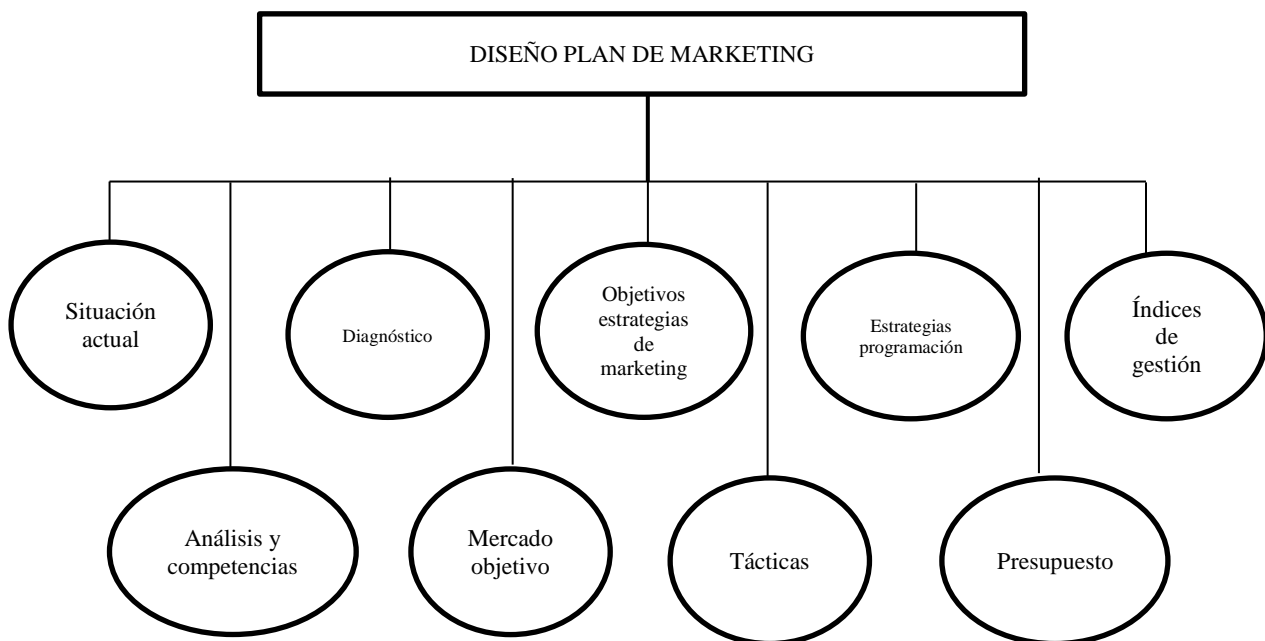 DISEÑO PLAN DE MARKETING
Situación
actual
Diagnóstico
Objetivos
estrategias
de
marketing
Estrategias
programación
Índices
de
gestión
Análisis y
competencias
Mercado
objetivo
Tácticas
Presupuesto